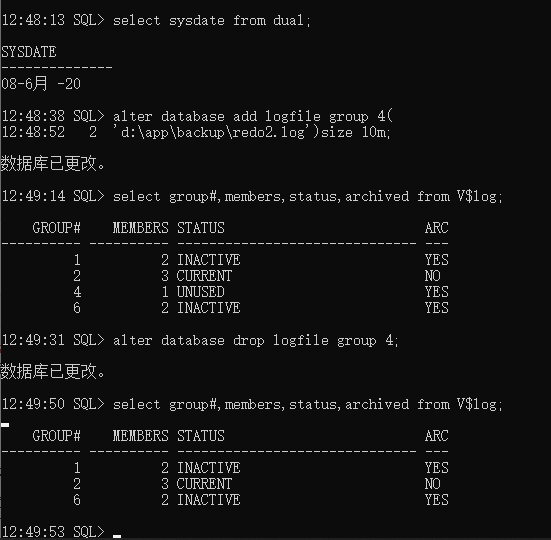 12:48:13 SQL> select sysdate from dual;
SYSDATE
--------------
08-6月 -20
12:48:38 SQL> alter database add logfile group 4(
12:48:52   2  'd:\app\backup\redo2.log')size 10m;
数据库已更改。
12:49:14 SQL> select group#,members,status,archived from V$log;
    GROUP#    MEMBERS STATUS                         ARC
---------- ---------- ------------------------------ ---
         1          2 INACTIVE                       YES
         2          3 CURRENT                        NO
         4          1 UNUSED                         YES
         6          2 INACTIVE                       YES
12:49:31 SQL> alter database drop logfile group 4;
数据库已更改。
12:49:50 SQL> select group#,members,status,archived from V$log;
    GROUP#    MEMBERS STATUS                         ARC
---------- ---------- ------------------------------ ---
         1          2 INACTIVE                       YES
         2          3 CURRENT                        NO
         6          2 INACTIVE                       YES
12:49:53 SQL>